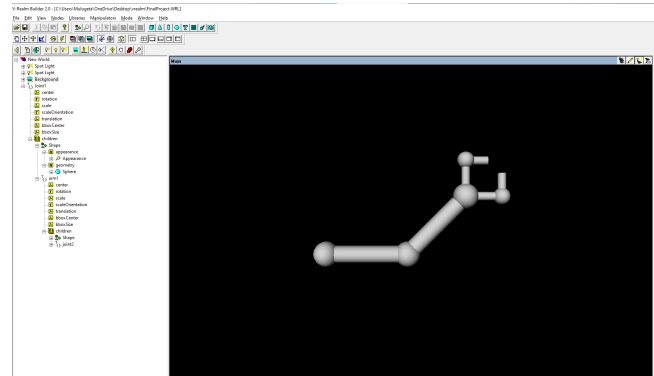 V-Realm Builder 2.0 - [C:\Users\Mulugeta\OneDrive\Desktop\vrealm\FinalProject.WRL]
File Edit View Nodes Libraries Manipulators Mode Window Help
New World
Spot Light
Spot Light
Background
Joint1
center
rotation
scale
scaleOrientation
translation
bboxCenter
bboxSize
children
Shape
appearance
Appearance
geometry
Sphere
arm1
center
rotation
scale
scaleOrientation
translation
bboxCenter
bboxSize
children
Shape
joint2
Main